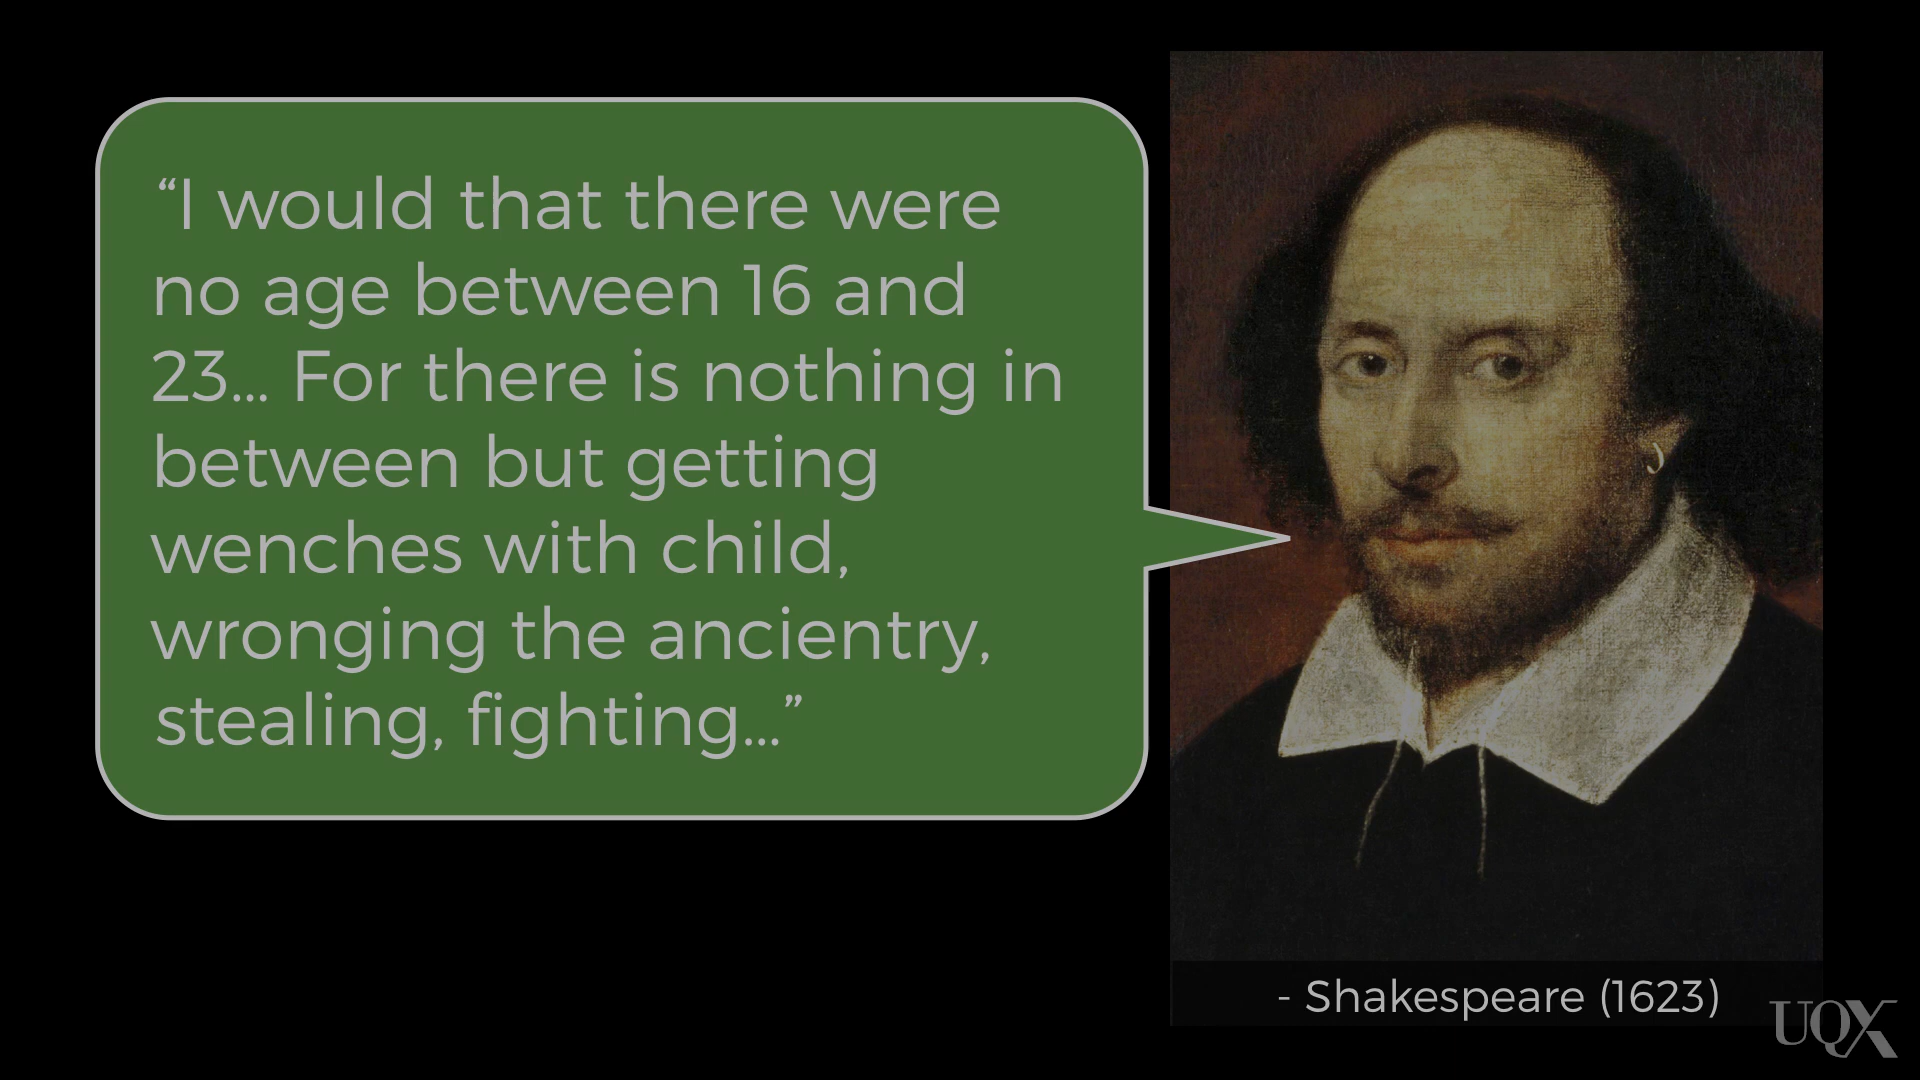 “I would that there were
no age between 16 and
23... For there is nothing in
between but getting
wenches with child,
wronging the ancientry,
stealing, fighting...”
- Shakespeare (1623)
UQX